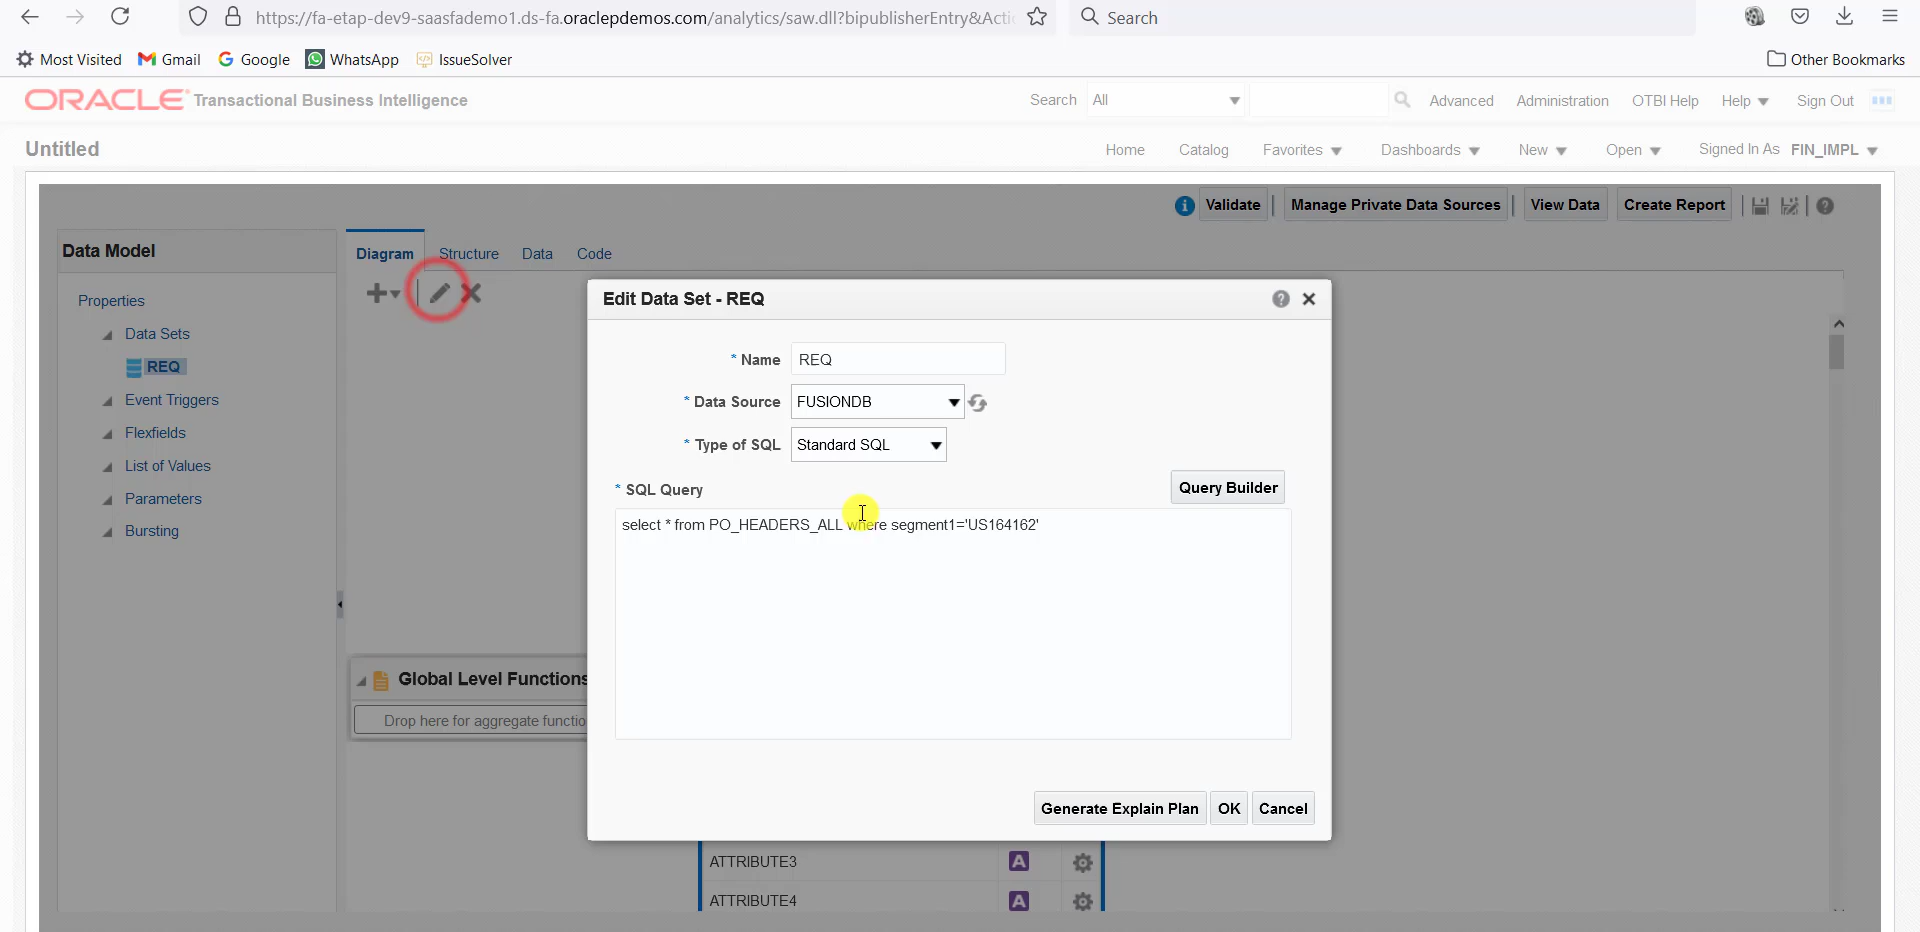 https://fa-etap-dev9-saasfademo1.ds-fa.oraclepdemos.com/analytics/saw.dll?bipublisherEntry&Acti
Search
Most Visited
Gmail
Google
WhatsApp
IssueSolver
Other Bookmarks
ORACLE Transactional Business Intelligence
Search All
Advanced
Administration
OTBI Help
Help
Sign Out
Untitled
Home
Catalog
Favorites
Dashboards
New
Open
Signed In As FIN_IMPL
Validate
Manage Private Data Sources
View Data
Create Report
Data Model
Diagram
Structure
Data
Code
Properties
Data Sets
REQ
Event Triggers
Flexfields
List of Values
Parameters
Bursting
Edit Data Set - REQ
* Name REQ
* Data Source FUSIONDB
* Type of SQL Standard SQL
* SQL Query
Query Builder
select * from PO_HEADERS_ALL where segment1='US164162'
Global Level Functions
Drop here for aggregate functio
Generate Explain Plan
OK
Cancel
ATTRIBUTE3
A
ATTRIBUTE4
A